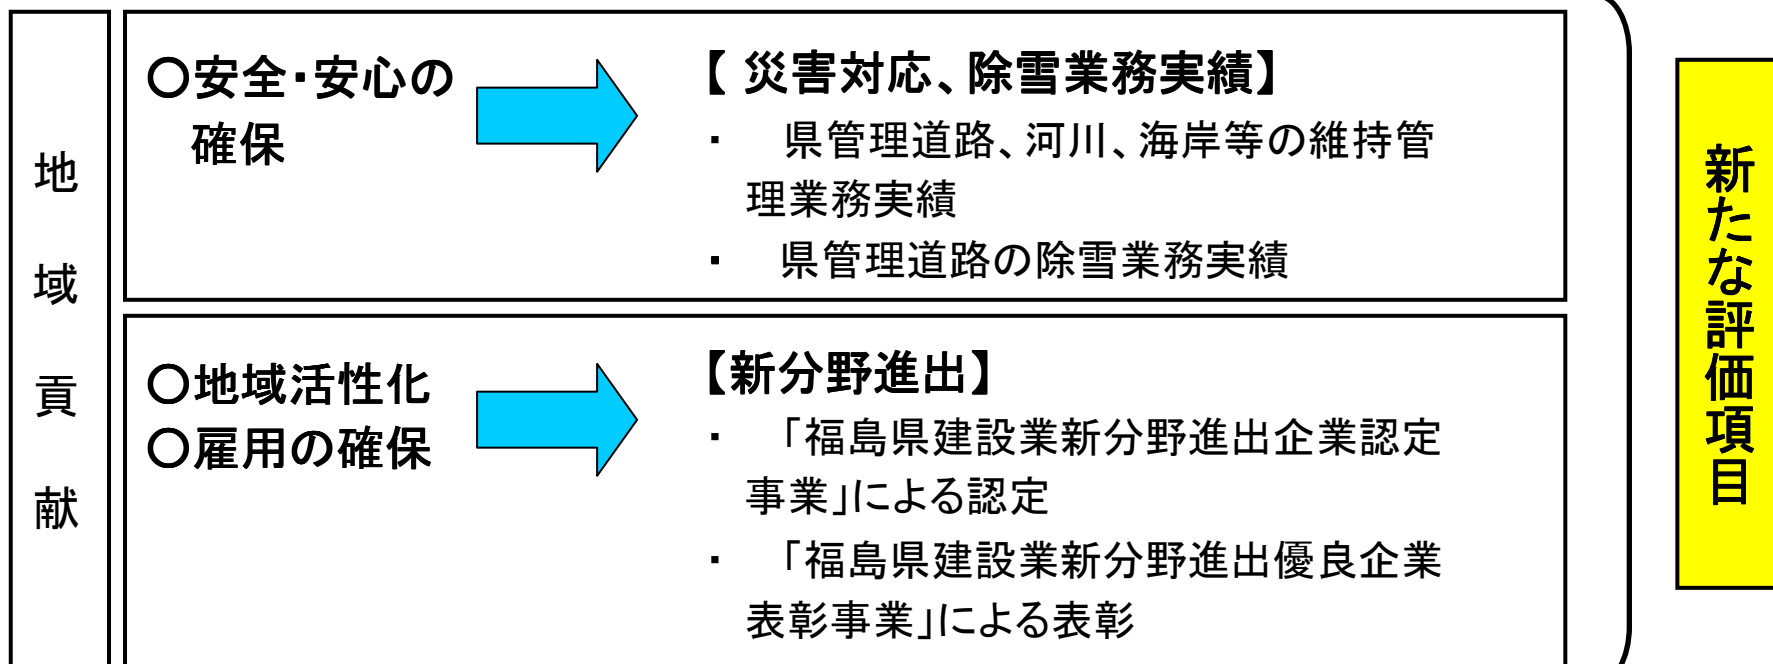 地域貢献
〇安全・安心の
確保
【 災害対応、除雪業務実績】
・ 県管理道路、河川、海岸等の維持管
理業務実績
・ 県管理道路の除雪業務実績
〇地域活性化
〇雇用の確保
【新分野進出】
・ 「福島県建設業新分野進出企業認定
事業」による認定
・ 「福島県建設業新分野進出優良企業
表彰事業」による表彰
新たな評価項目